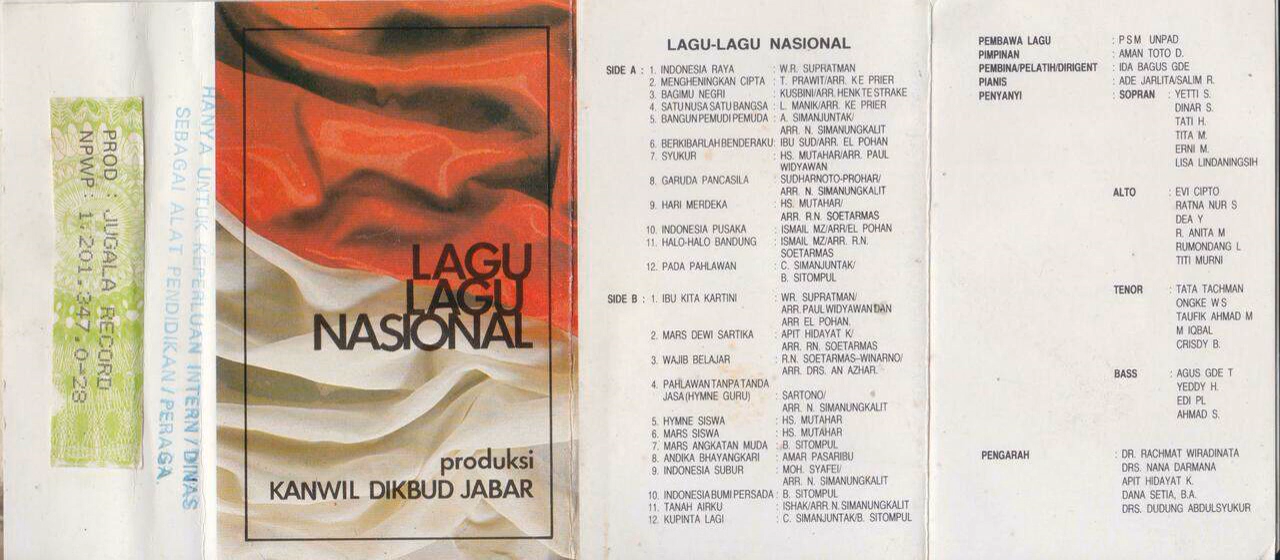 PROD : JUGALA RECORD
NPWP : 1.201.347.0-28
HANYA UNTUK KEPERLUAN INTERN/DINAS
SEBAGAI ALAT PENDIDIKAN/PERAGA
LAGU
LAGU
NASIONAL
produksi
KANWIL DIKBUD JABAR
LAGU-LAGU NASIONAL
SIDE A : 1. INDONESIA RAYA : W.R. SUPRATMAN
2. MENGHENINGKAN CIPTA : T. PRAWIT/ARR. KE PRIER
3. BAGIMU NEGRI : KUSBINI/ARR. HENK TE STRAKE
4. SATU NUSA SATU BANGSA : L. MANIK/ARR. KE PRIER
5. BANGUN PEMUDI PEMUDA : A. SIMANJUNTAK/
ARR. N. SIMANUNGKALIT
6. BERKIBARLAH BENDERAKU : IBU SUD/ARR. EL POHAN
7. SYUKUR : HS. MUTAHAR/ARR. PAUL
WIDYAWAN
8. GARUDA PANCASILA : SUDHARNOTO-PROHAR/
ARR. N. SIMANUNGKALIT
9. HARI MERDEKA : HS. MUTAHAR/
ARR. R.N. SOETARMAS
10. INDONESIA PUSAKA : ISMAIL MZ/ARR/EL POHAN
11. HALO-HALO BANDUNG : ISMAIL MZ/ARR. R.N.
SOETARMAS
12. PADA PAHLAWAN : C. SIMANJUNTAK/
B. SITOMPUL
SIDE B : 1. IBU KITA KARTINI : WR. SUPRATMAN/
ARR. PAUL WIDYAWAN DAN
ARR EL POHAN.
2. MARS DEWI SARTIKA : APIT HIDAYAT K/
ARR. RN. SOETARMAS
3. WAJIB BELAJAR : R.N. SOETARMAS-WINARNO/
ARR. DRS. AN AZHAR.
4. PAHLAWAN TANPA TANDA
JASA (HYMNE GURU) : SARTONO/
ARR. N. SIMANUNGKALIT
5. HYMNE SISWA : HS. MUTAHAR
6. MARS SISWA : HS. MUTAHAR
7. MARS ANGKATAN MUDA : B. SITOMPUL
8. ANDIKA BHAYANGKARI : AMAR PASARIBU
9. INDONESIA SUBUR : MOH. SYAFEI/
ARR. N. SIMANUNGKALIT
10. INDONESIA BUMI PERSADA : B. SITOMPUL
11. TANAH AIRKU : ISHAK/ARR. N. SIMANUNGKALIT
12. KUPINTA LAGI : C. SIMANJUNTAK/B. SITOMPUL
PEMBAWA LAGU : PSM UNPAD
PIMPINAN : AMAN TOTO D.
PEMBINA/PELATIH/DIRIGENT : IDA BAGUS GDE
PIANIS : ADE JARLITA/SALIM R.
PENYANYI : SOPRAN : YETTI S.
DINAR S.
TATI H.
TITA M.
ERNI M.
LISA LINDANINGSIH
ALTO : EVI CIPTO
RATNA NUR S
DEA Y
R. ANITA M
RUMONDANG L
TITI MURNI
TENOR : TATA TACHMAN
ONGKE W S
TAUFIK AHMAD M
M IQBAL
CRISDY B.
BASS : AGUS GDE T
YEDDY H.
EDI PL
AHMAD S.
PENGARAH : DR. RACHMAT WIRADINATA
DRS. NANA DARMANA
APIT HIDAYAT K.
DANA SETIA, B.A.
DRS. DUDUNG ABDULSYUKUR